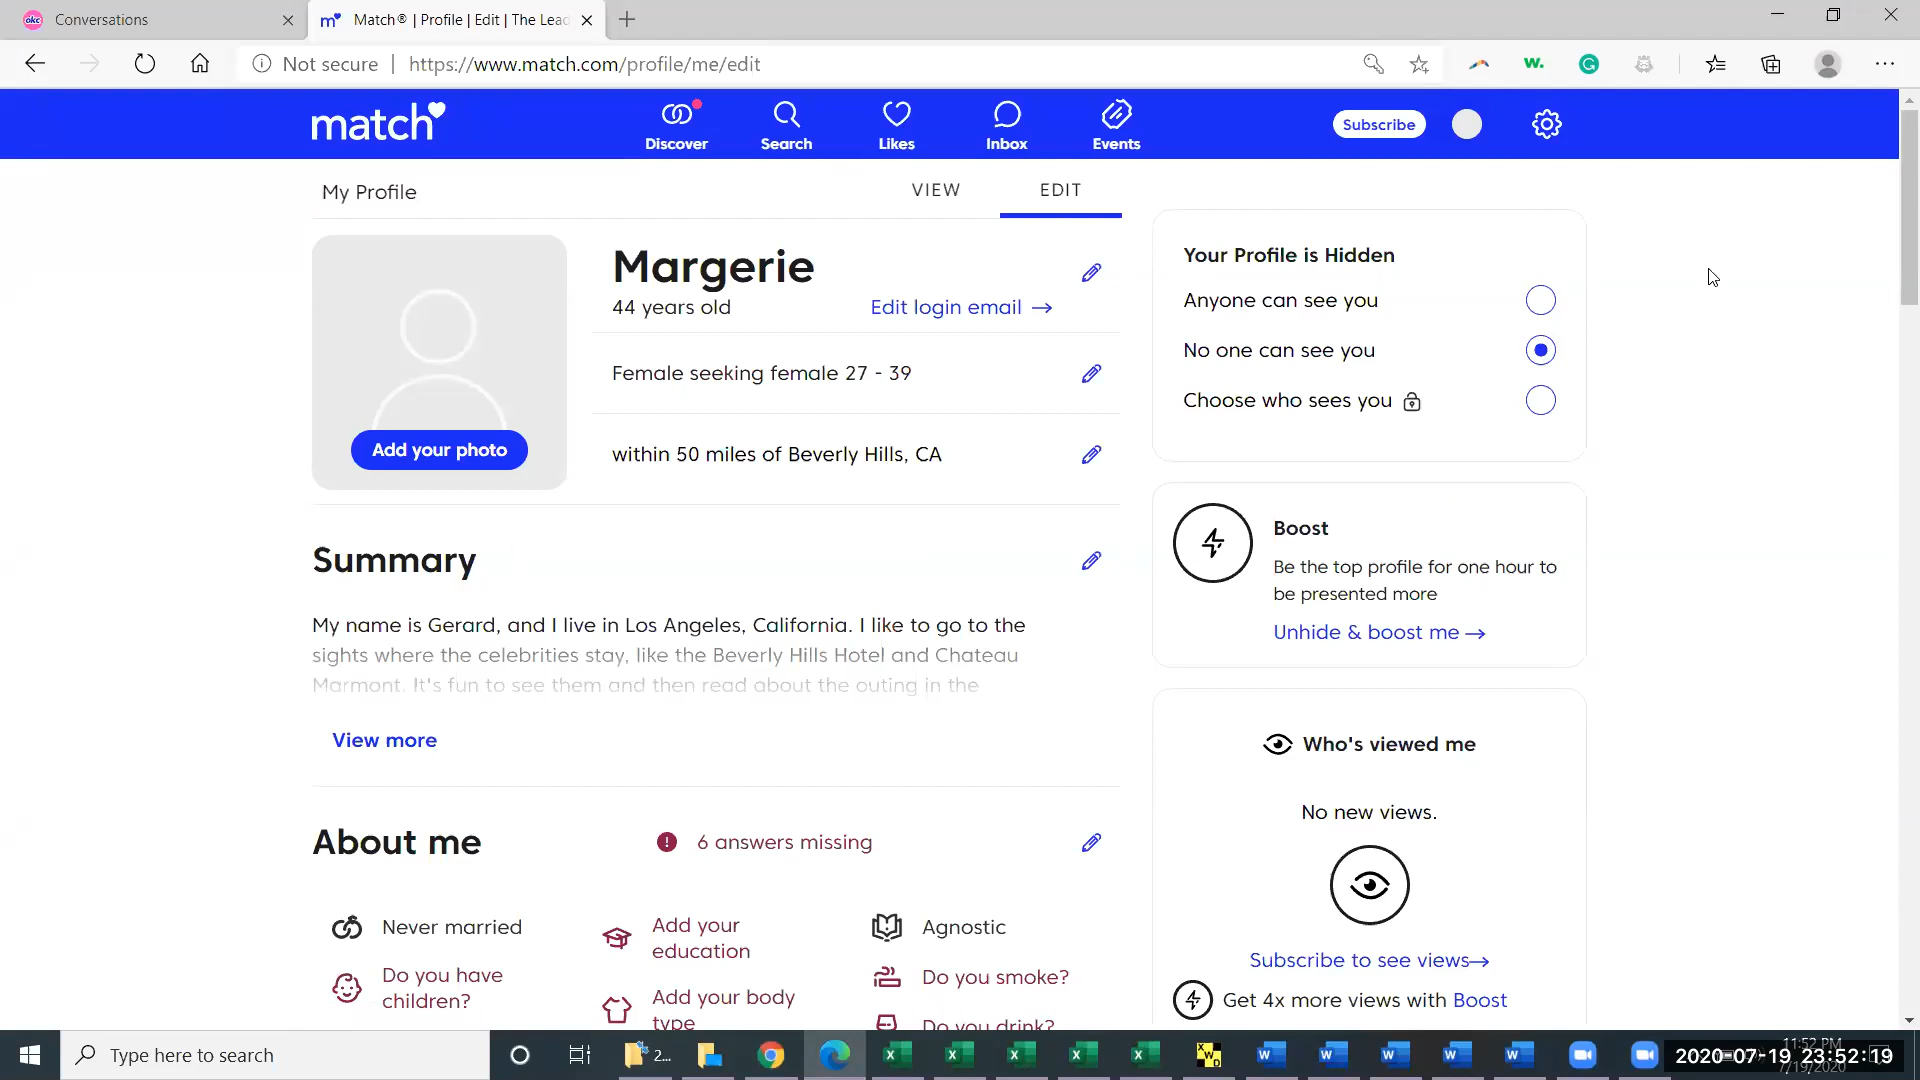 Conversations
Match® | Profile | Edit | The Lead
Not secure | https://www.match.com/profile/me/edit
match
Discover
Search
Likes
Inbox
Events
Subscribe
My Profile
VIEW
EDIT
Margerie
44 years old
Edit login email →
Female seeking female 27 - 39
within 50 miles of Beverly Hills, CA
Add your photo
Your Profile is Hidden
Anyone can see you
No one can see you
Choose who sees you
Boost
Be the top profile for one hour to
be presented more
Unhide & boost me →
Summary
My name is Gerard, and I live in Los Angeles, California. I like to go to the
sights where the celebrities stay, like the Beverly Hills Hotel and Chateau
Marmont. It's fun to see them and then read about the outing in the
View more
Who's viewed me
No new views.
Subscribe to see views→
Get 4x more views with Boost
About me
6 answers missing
Never married
Do you have
children?
Add your
education
Add your body
type
Agnostic
Do you smoke?
Do you drink?
Type here to search
2...
11:52 PM
2020-07-19 23:52:19
7/19/2020